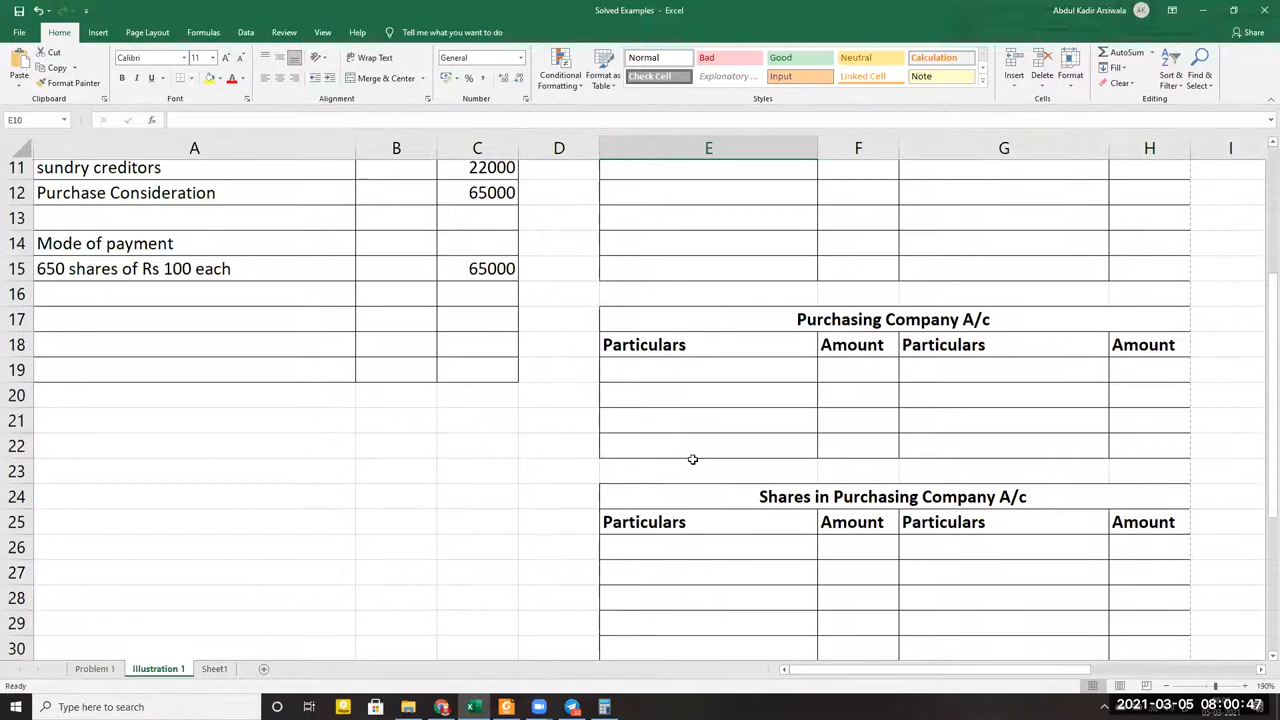 Solved Examples - Excel
Abdul Kadir Arsiwala
AK
File Home Insert Page Layout Formulas Data Review View Help Tell me what you want to do
Share
Paste
Cut
Copy
Format Painter
Calibri 11
B I U
Wrap Text
Merge & Center
General
Conditional Formatting
Format as Table
Normal Bad Good Neutral Calculation
Check Cell Explanatory ... Input Linked Cell Note
Insert Delete Format
AutoSum
Fill
Clear
Sort & Filter
Find & Select
Clipboard Font Alignment Number Styles Cells Editing
E10
fx
A B C D E F G H I
11 sundry creditors 22000
12 Purchase Consideration 65000
13
14 Mode of payment
15 650 shares of Rs 100 each 65000
16
17 Purchasing Company A/c
18 Particulars Amount Particulars Amount
19
20
21
22
23
24 Shares in Purchasing Company A/c
25 Particulars Amount Particulars Amount
26
27
28
29
30
Problem 1 Illustration 1 Sheet1
Ready
190%
Type here to search
2021-03-05 08:00:47